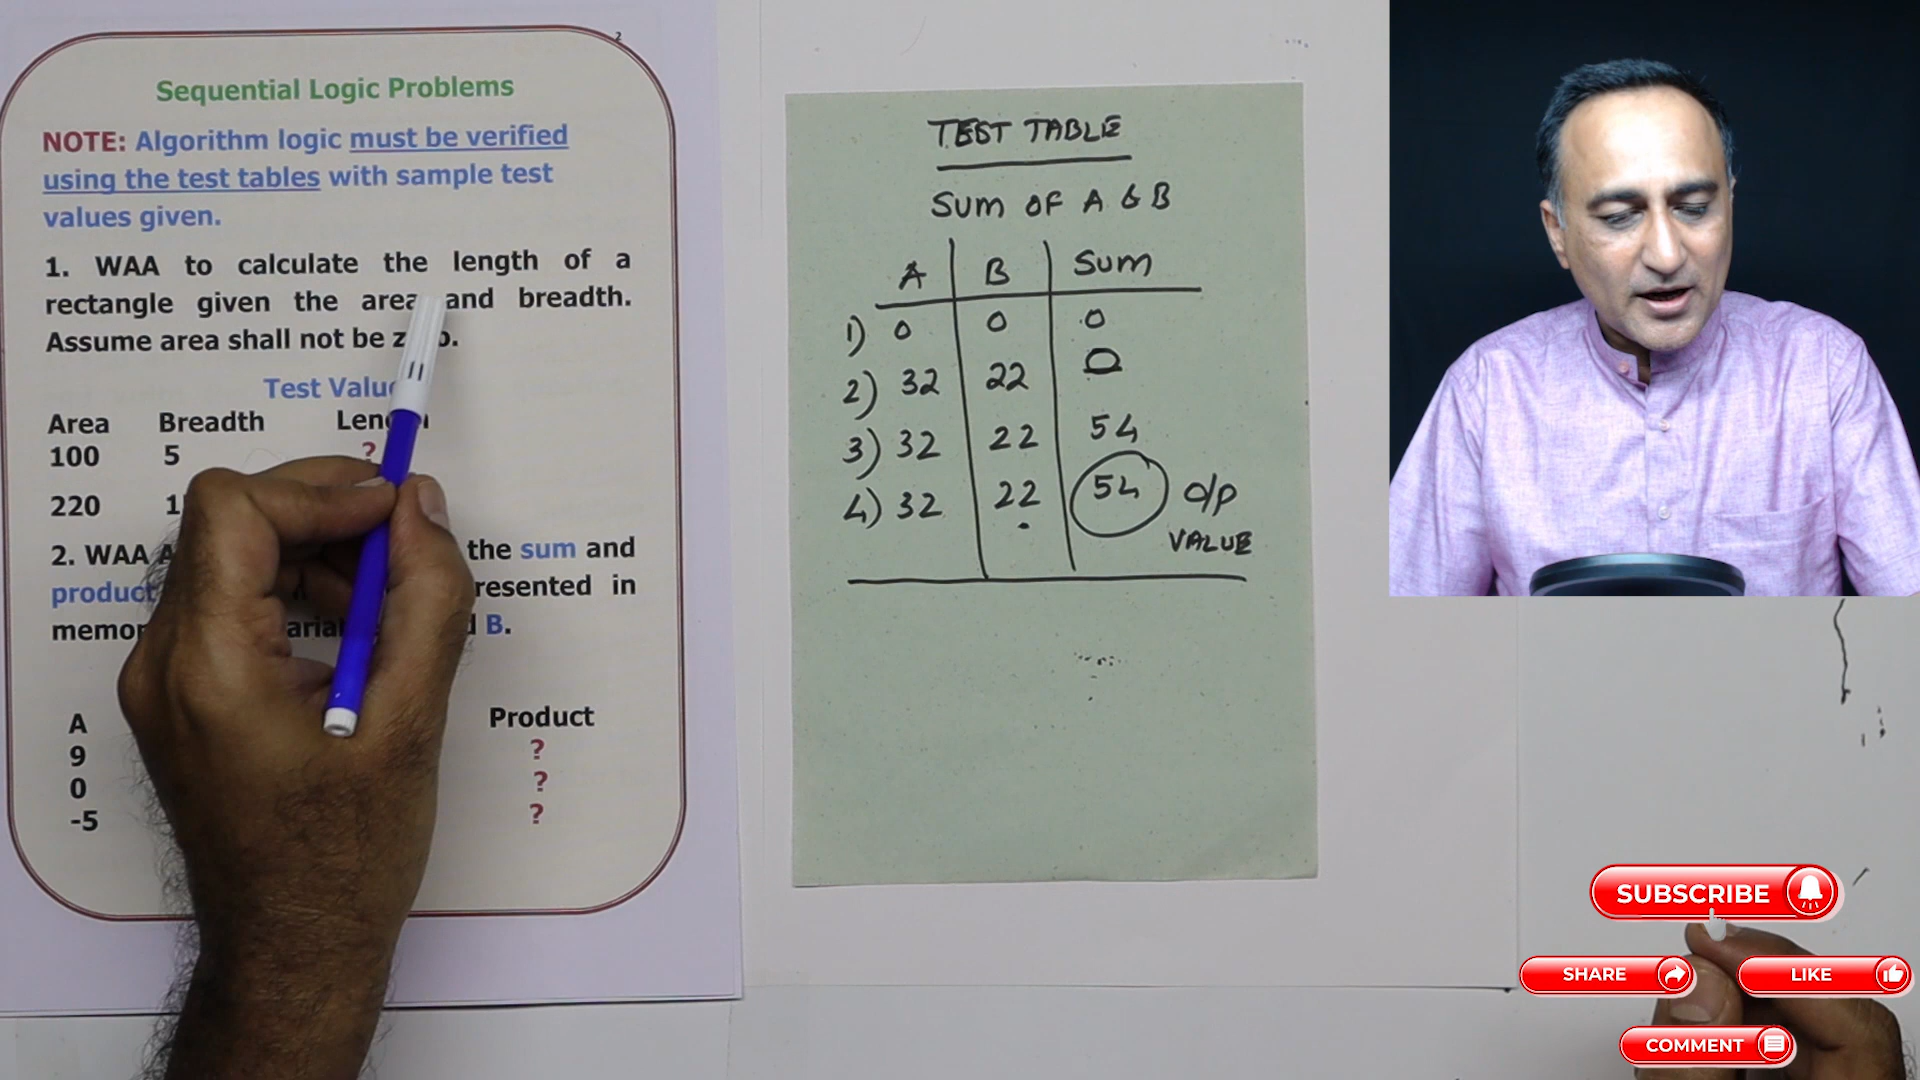 2
Sequential Logic Problems
NOTE: Algorithm logic must be verified
using the test tables with sample test
values given.
1. WAA to calculate the length of a
rectangle given the area and breadth.
Assume area shall not be
Test
Area Breadth
100 5 ?
220
2. WAA the sum and
product in
B.
A Product
9 ?
0 ?
-5 ?
TEST TABLE
SUM OF A & B
A B Sum
1) 0 0 0
2) 32 22 0
3) 32 22 54
4) 32 22 54 O/P
VALUE
SUBSCRIBE
SHARE LIKE
COMMENT